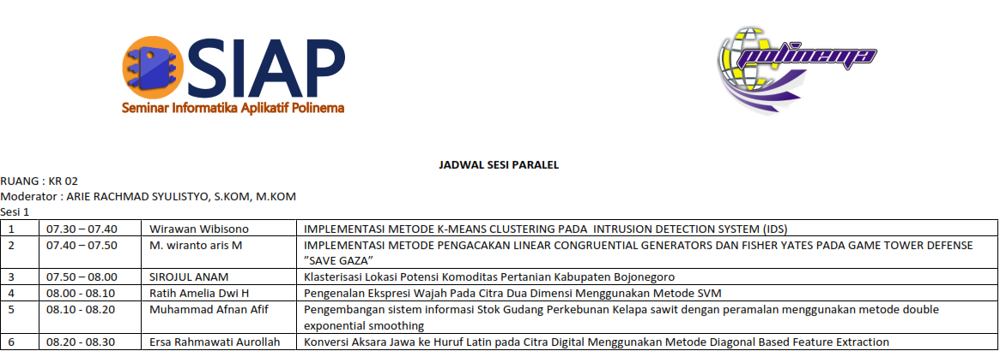 SIAP
Seminar Informatika Aplikatif Polinema
polinema
JADWAL SESI PARALEL
RUANG : KR 02
Moderator : ARIE RACHMAD SYULISTYO, S.KOM, M.KOM
Sesi 1
1 07.30 – 07.40 Wirawan Wibisono IMPLEMENTASI METODE K-MEANS CLUSTERING PADA  INTRUSION DETECTION SYSTEM (IDS)
2 07.40 – 07.50 M. wiranto aris M IMPLEMENTASI METODE PENGACAKAN LINEAR CONGRUENTIAL GENERATORS DAN FISHER YATES PADA GAME TOWER DEFENSE
”SAVE GAZA”
3 07.50 – 08.00 SIROJUL ANAM Klasterisasi Lokasi Potensi Komoditas Pertanian Kabupaten Bojonegoro
4 08.00 - 08.10 Ratih Amelia Dwi H Pengenalan Ekspresi Wajah Pada Citra Dua Dimensi Menggunakan Metode SVM
5 08.10 - 08.20 Muhammad Afnan Afif Pengembangan sistem informasi Stok Gudang Perkebunan Kelapa sawit dengan peramalan menggunakan metode double
exponential smoothing
6 08.20 - 08.30 Ersa Rahmawati Aurollah Konversi Aksara Jawa ke Huruf Latin pada Citra Digital Menggunakan Metode Diagonal Based Feature Extraction